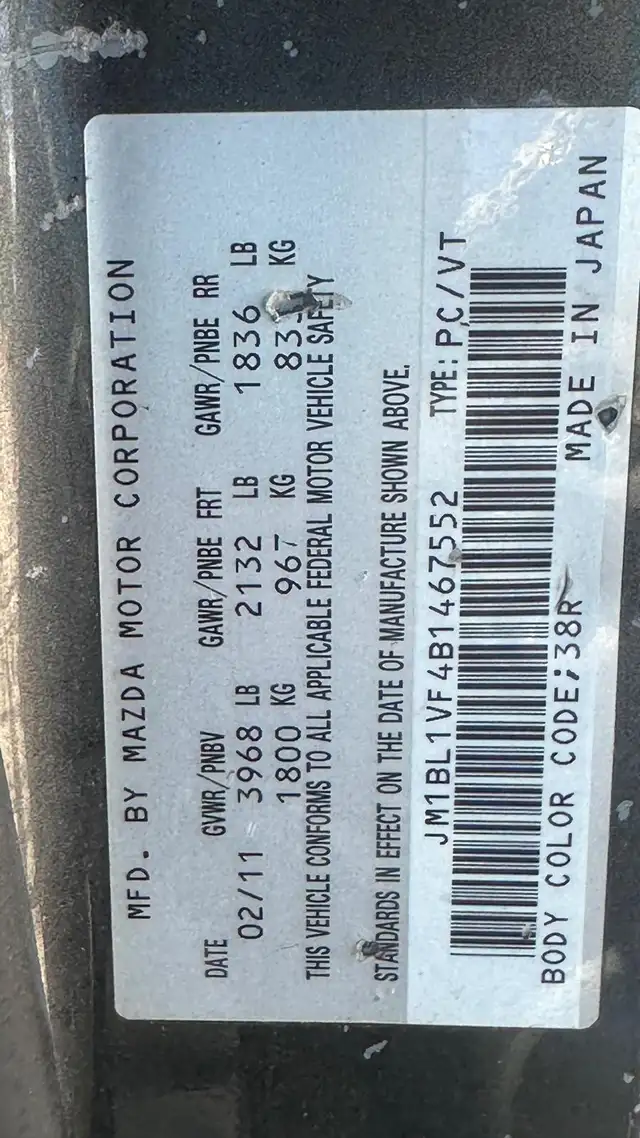 MFD. BY MAZDA MOTOR CORPORATION
DATE GVWR/PNBV GAWR/PNBE FRT GAWR/PNBE RR
02/11 3968 LB 2132 LB 1836 LB
1800 KG 967 KG 83 KG
THIS VEHICLE CONFORMS TO ALL APPLICABLE FEDERAL MOTOR VEHICLE SAFETY
STANDARDS IN EFFECT ON THE DATE OF MANUFACTURE SHOWN ABOVE.
JM1BL1VF4B1467552 TYPE: PC/VT
BODY COLOR CODE;38R MADE IN JAPAN